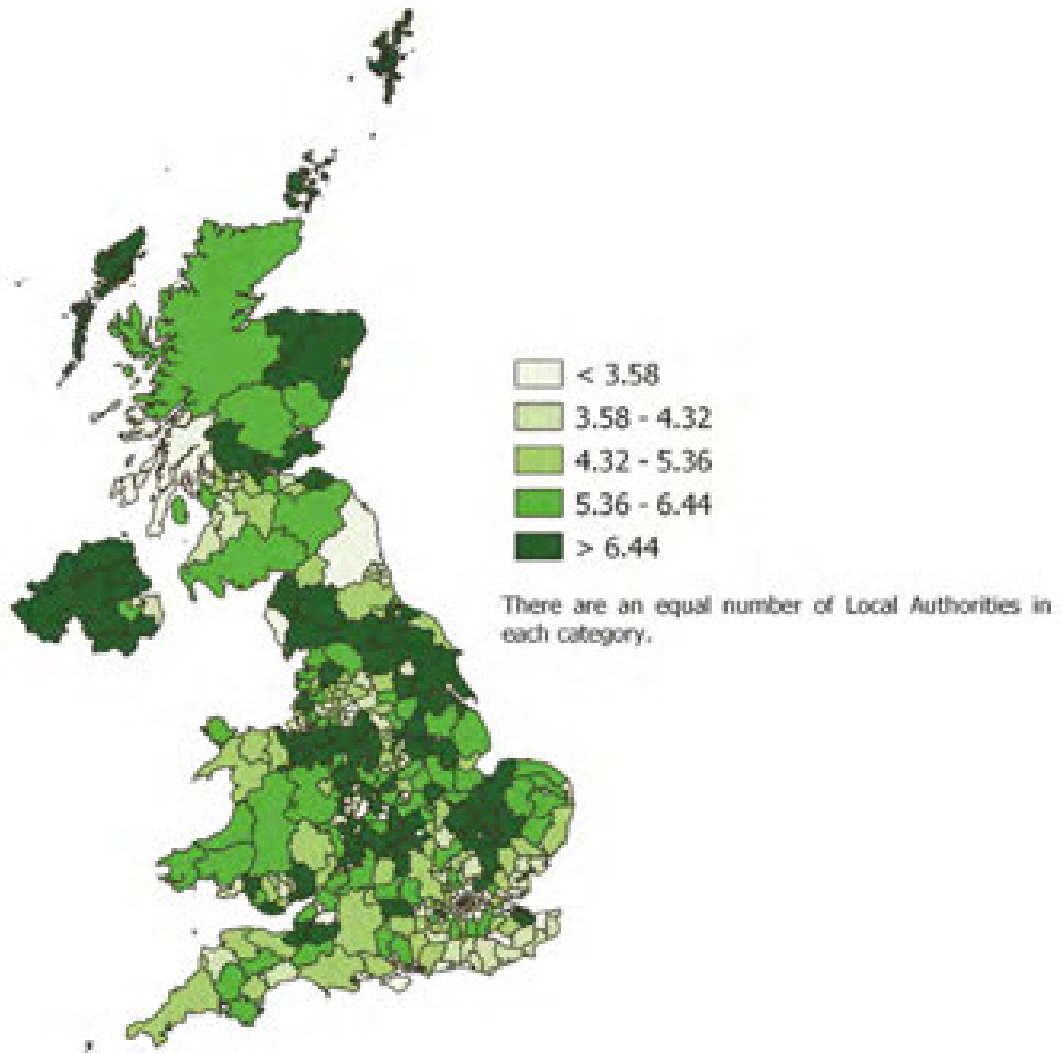 < 3.58
3.58 - 4.32
4.32 - 5.36
5.36 - 6.44
> 6.44
There are an equal number of Local Authorities in
each category.